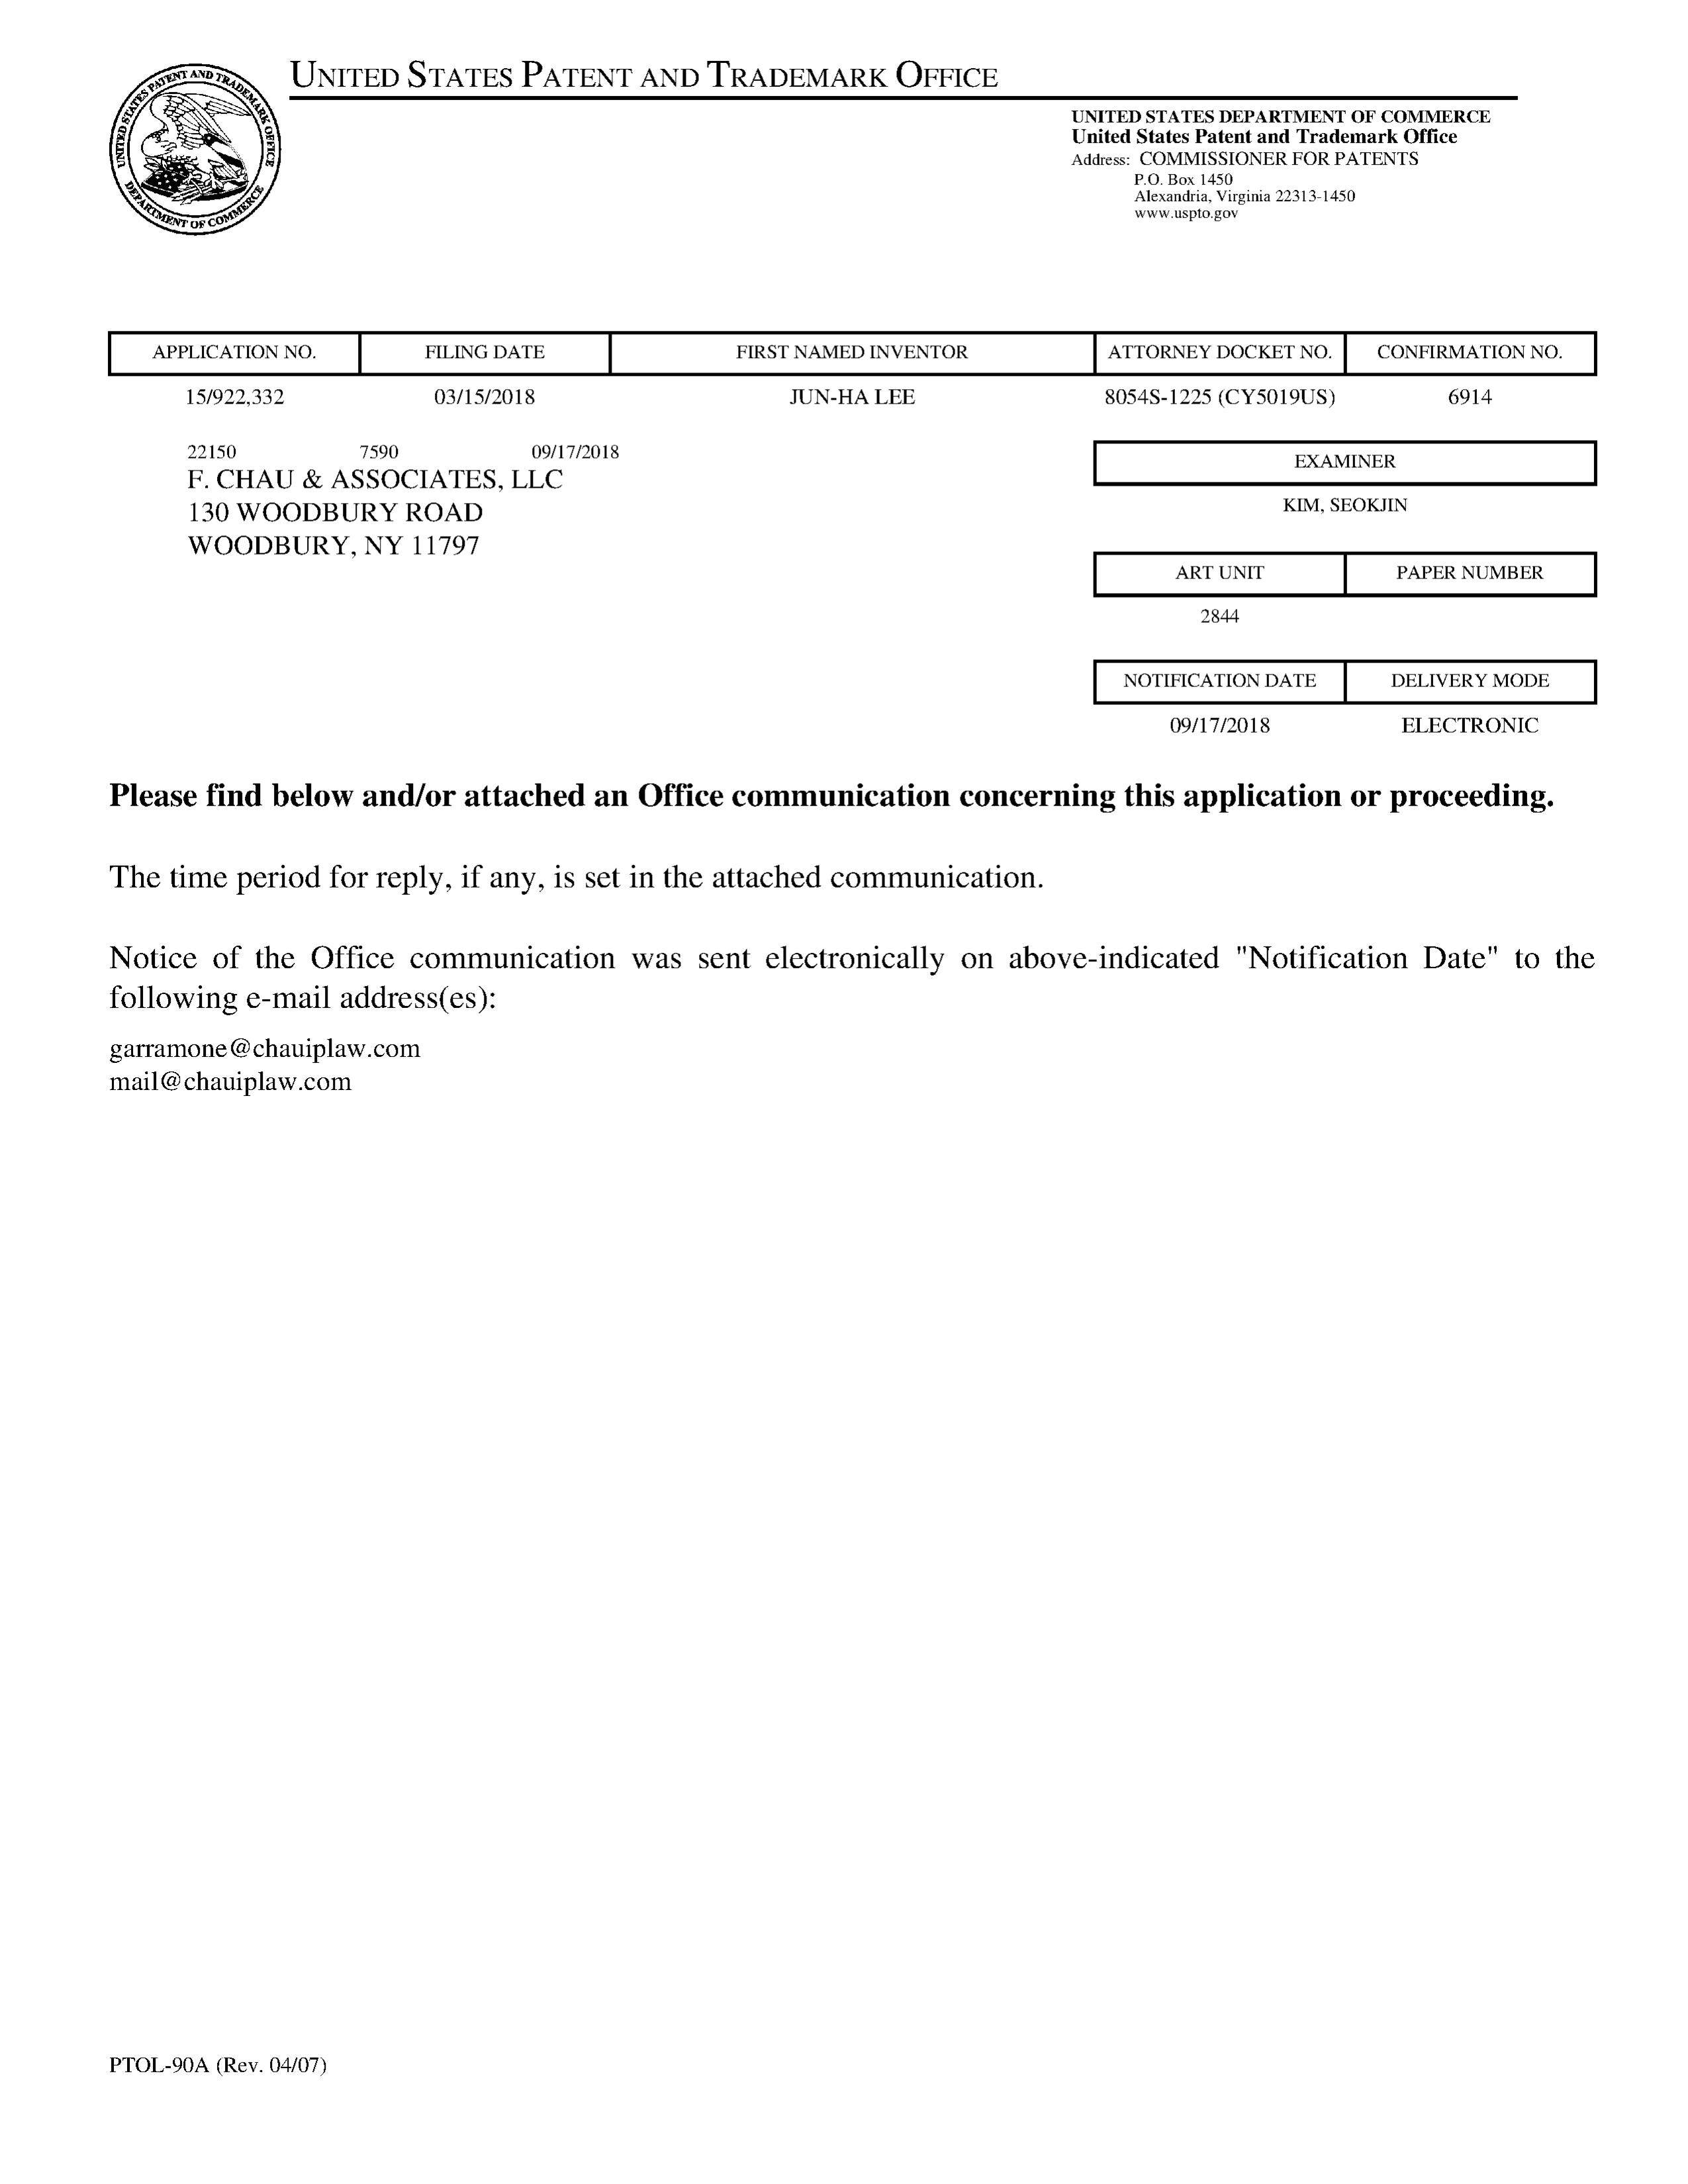 UNITED STATES PATENT AND TRADEMARK OFFICE
UNITED STATES PATENT AND TRADEMARK OFFICE
DEPARTMENT OF COMMERCE
UNITED STATES DEPARTMENT OF COMMERCE
United States Patent and Trademark Office
Address: COMMISSIONER FOR PATENTS
P.O. Box 1450
Alexandria, Virginia 22313-1450
www.uspto.gov
APPLICATION NO. FILING DATE FIRST NAMED INVENTOR ATTORNEY DOCKET NO. CONFIRMATION NO.
15/922,332 03/15/2018 JUN-HA LEE 8054S-1225 (CY5019US) 6914
22150 7590 09/17/2018
F. CHAU & ASSOCIATES, LLC
130 WOODBURY ROAD
WOODBURY, NY 11797
EXAMINER
KIM, SEOKJIN
ART UNIT PAPER NUMBER
2844
NOTIFICATION DATE DELIVERY MODE
09/17/2018 ELECTRONIC
Please find below and/or attached an Office communication concerning this application or proceeding.
The time period for reply, if any, is set in the attached communication.
Notice of the Office communication was sent electronically on above-indicated "Notification Date" to the
following e-mail address(es):
garramone@chauiplaw.com
mail@chauiplaw.com
PTOL-90A (Rev. 04/07)